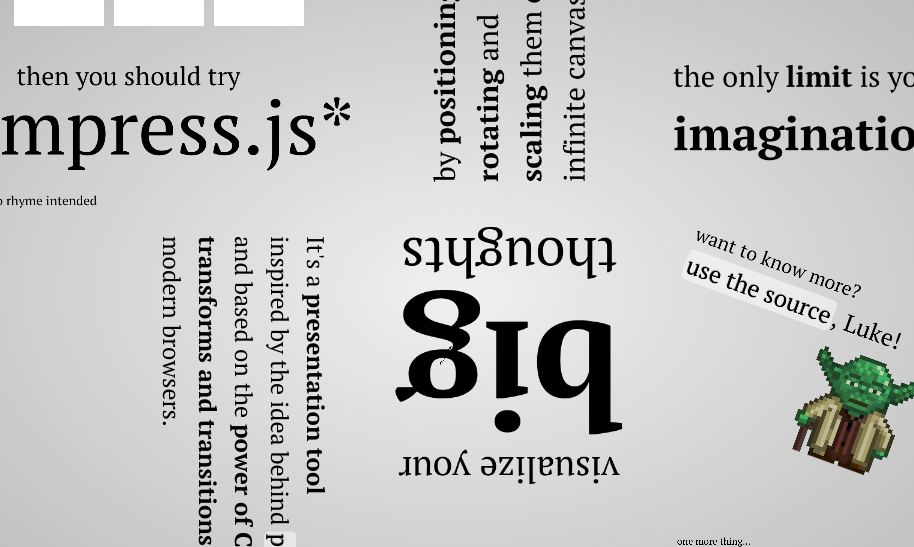 then you should try
mpress.js*
o rhyme intended
by positioning
rotating and
scaling them
infinite canvas
the only limit is yo
imaginatio
It's a presentation tool
inspired by the idea behind p
and based on the power of C
transforms and transitions
modern browsers.
visualize your
big
thoughts
want to know more?
use the source, Luke!
one more thing...